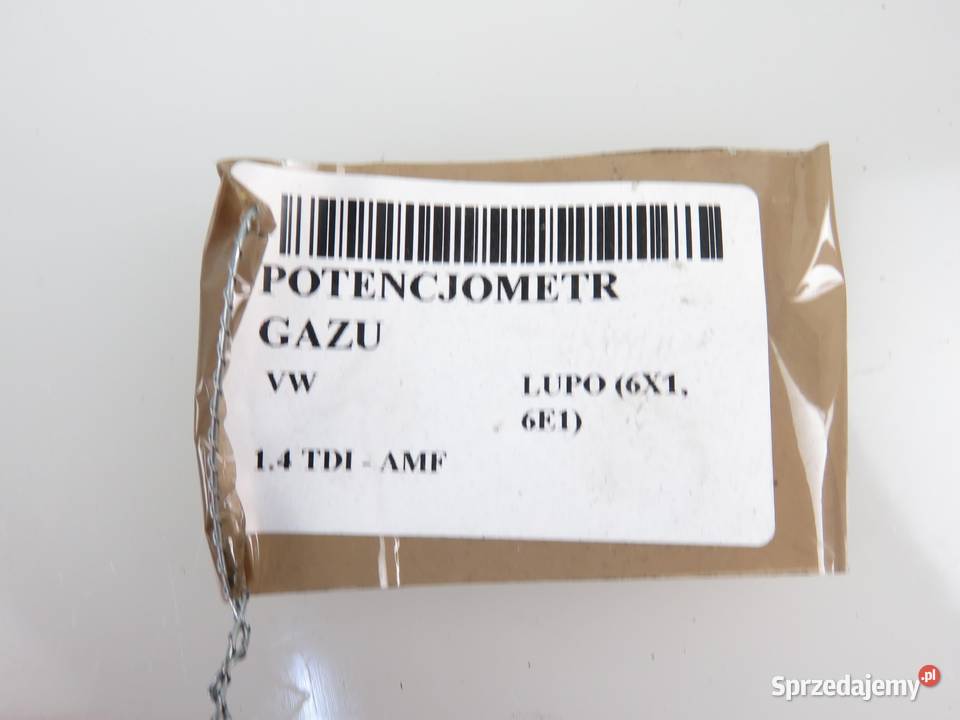 POTENCJOMETR
GAZU
VW LUPO (6X1,
6E1)
1.4 TDI - AMF
Sprzedajemy.pl